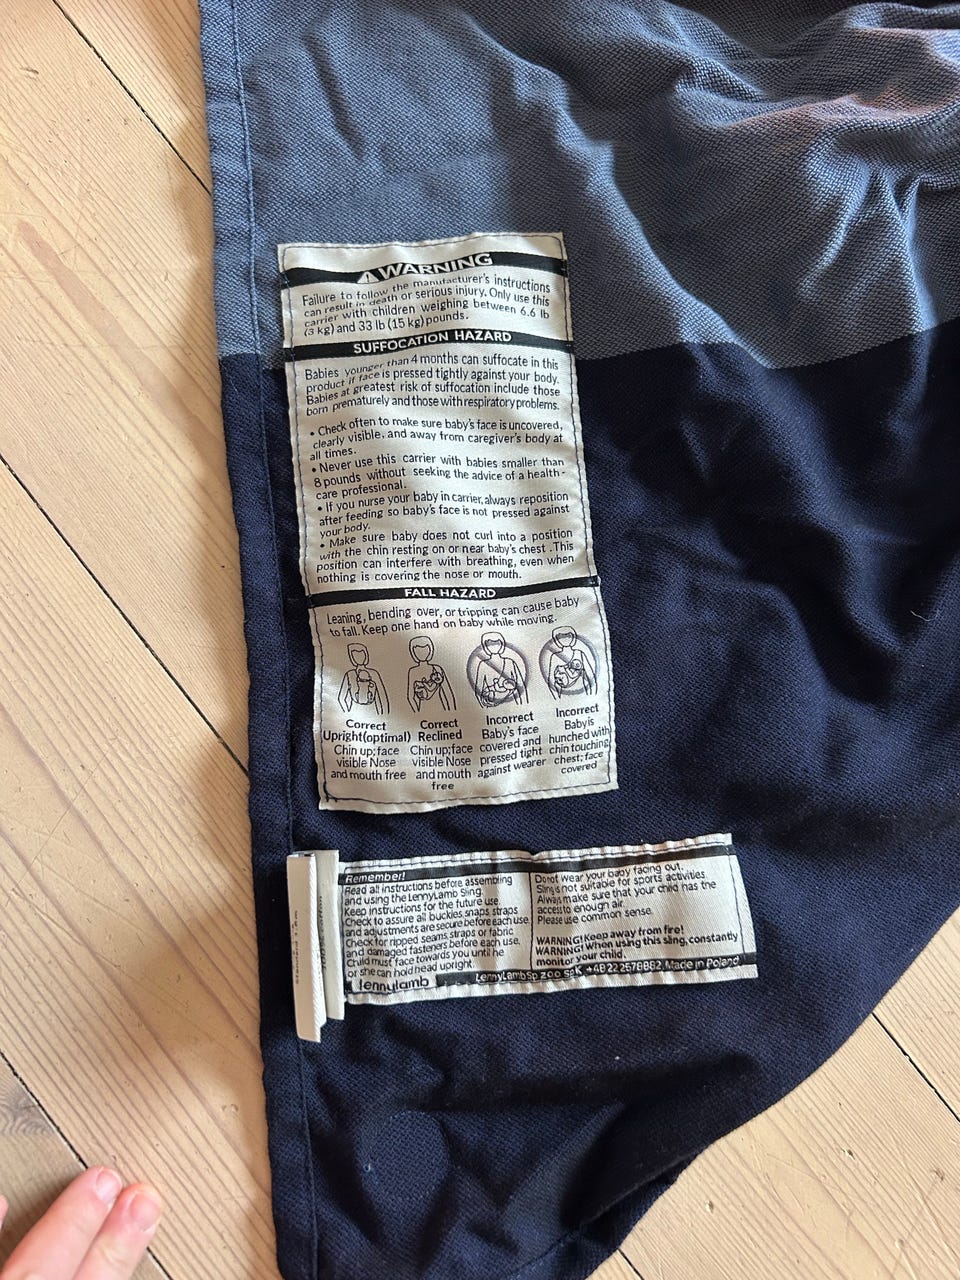 WARNING
Failure to follow the manufacturer's instructions
can result in death or serious injury. Only use this
carrier with children weighing between 6.6 lb
(3 kg) and 33 lb (15 kg) pounds.
SUFFOCATION HAZARD
Babies younger than 4 months can suffocate in this
product if face is pressed tightly against your body.
Babies at greatest risk of suffocation include those
born prematurely and those with respiratory problems.
• Check often to make sure baby's face is uncovered,
clearly visible, and away from caregiver's body at
all times.
• Never use this carrier with babies smaller than
8 pounds without seeking the advice of a health-
care professional.
• If you nurse your baby in carrier, always reposition
after feeding so baby's face is not pressed against
your body.
• Make sure baby does not curl into a position
with the chin resting on or near baby's chest .This
position can interfere with breathing, even when
nothing is covering the nose or mouth.
FALL HAZARD
Leaning, bending over, or tripping can cause baby
to fall. Keep one hand on baby while moving.
Correct
Upright(optimal)
Chin up; face
visible Nose
and mouth free
Correct
Reclined
Chin up; face
visible Nose
and mouth
free
Incorrect
Baby's face
covered and
pressed tight
against wearer
Incorrect
Baby is
hunched with
chin touching
chest; face
covered
Remember!
Read all instructions before assembling
and using the LennyLamb Sling.
Keep instructions for the future use.
Check to assure all buckles, snaps, straps
and adjustments are secure before each use.
Check for ripped seams, straps or fabric
and damaged fasteners before each use.
Child must face towards you until he
or she can hold head upright.
Do not wear your baby facing out.
Sling is not suitable for sports activities.
Always make sure that your child has the
access to enough air.
Please use common sense.
WARNING! Keep away from fire!
WARNING! When using this sling, constantly
monitor your child.
lennylamb
LennyLamb Sp. z o.o. sp.K. Made in Poland